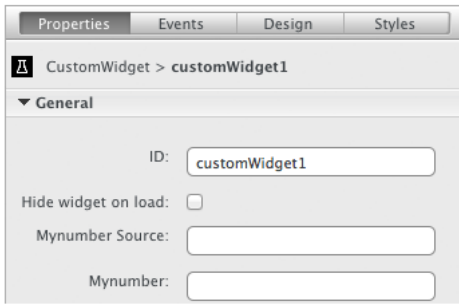 Properties Events Design Styles
CustomWidget > customWidget1
General
ID: customWidget1
Hide widget on load:
Mynumber Source:
Mynumber: